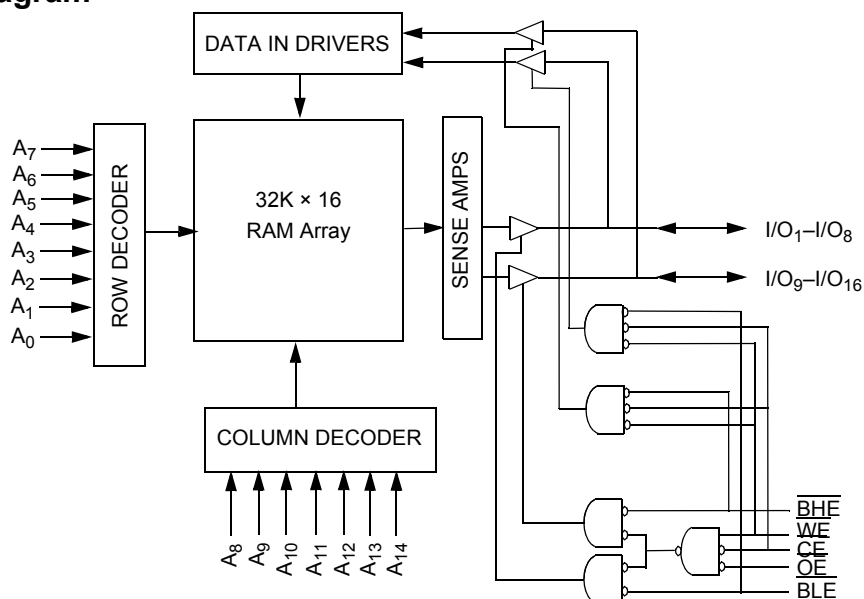 DATA IN DRIVERS
A₇
A₆
A₅
A₄
A₃
A₂
A₁
A₀
ROW DECODER
32K × 16
RAM Array
SENSE AMPS
I/O₁–I/O₈
I/O₉–I/O₁₆
COLUMN DECODER
A₈
A₉
A₁₀
A₁₁
A₁₂
A₁₃
A₁₄
BHE
WE
CE
OE
BLE